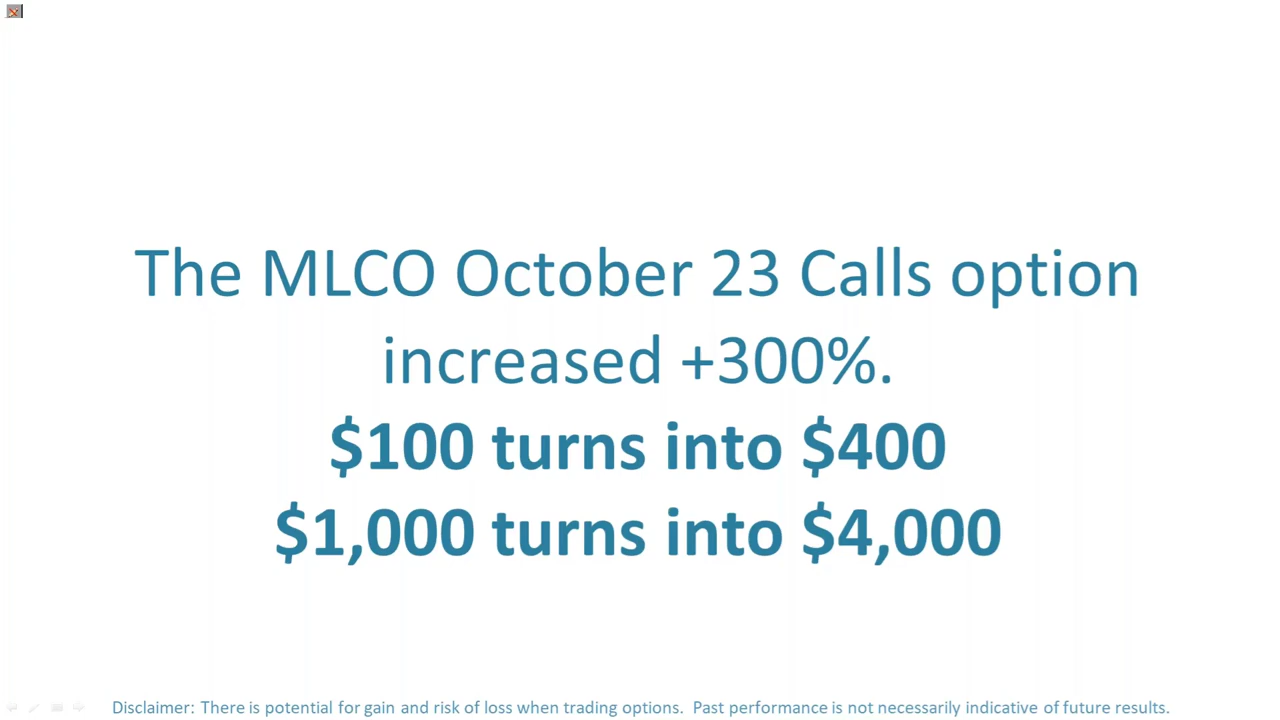 The MLCO October 23 Calls option
increased +300%.
$100 turns into $400
$1,000 turns into $4,000
Disclaimer: There is potential for gain and risk of loss when trading options.  Past performance is not necessarily indicative of future results.